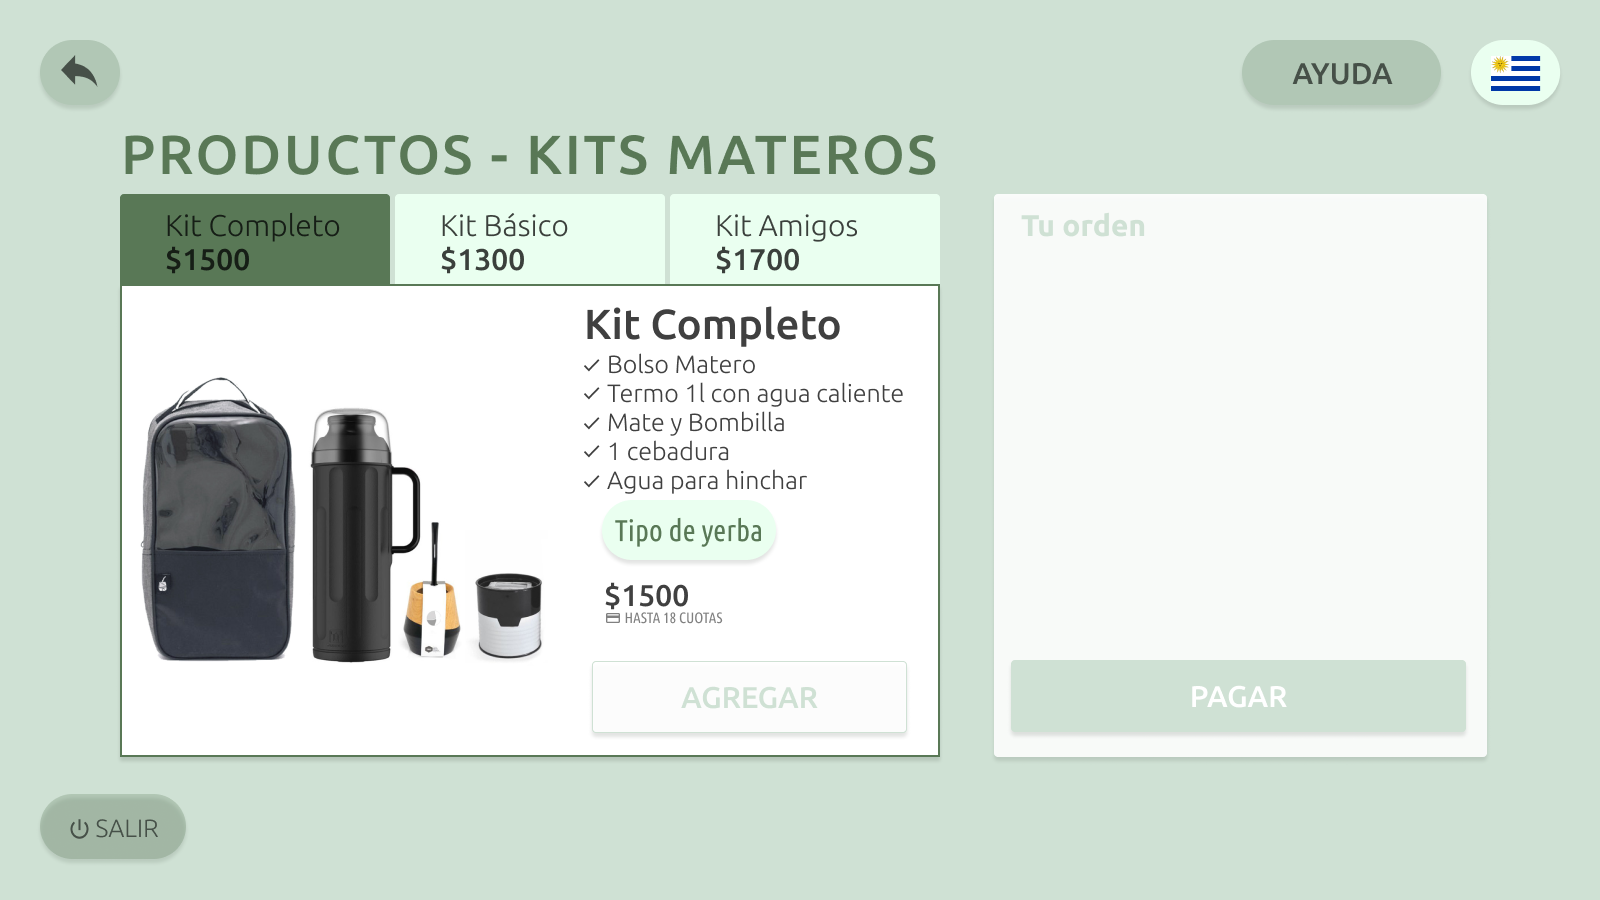 AYUDA
PRODUCTOS - KITS MATEROS
Kit Completo
$1500
Kit Básico
$1300
Kit Amigos
$1700
Tu orden
Kit Completo
Bolso Matero
Termo 1l con agua caliente
Mate y Bombilla
1 cebadura
Agua para hinchar
Tipo de yerba
$1500
HASTA 18 CUOTAS
AGREGAR
PAGAR
SALIR